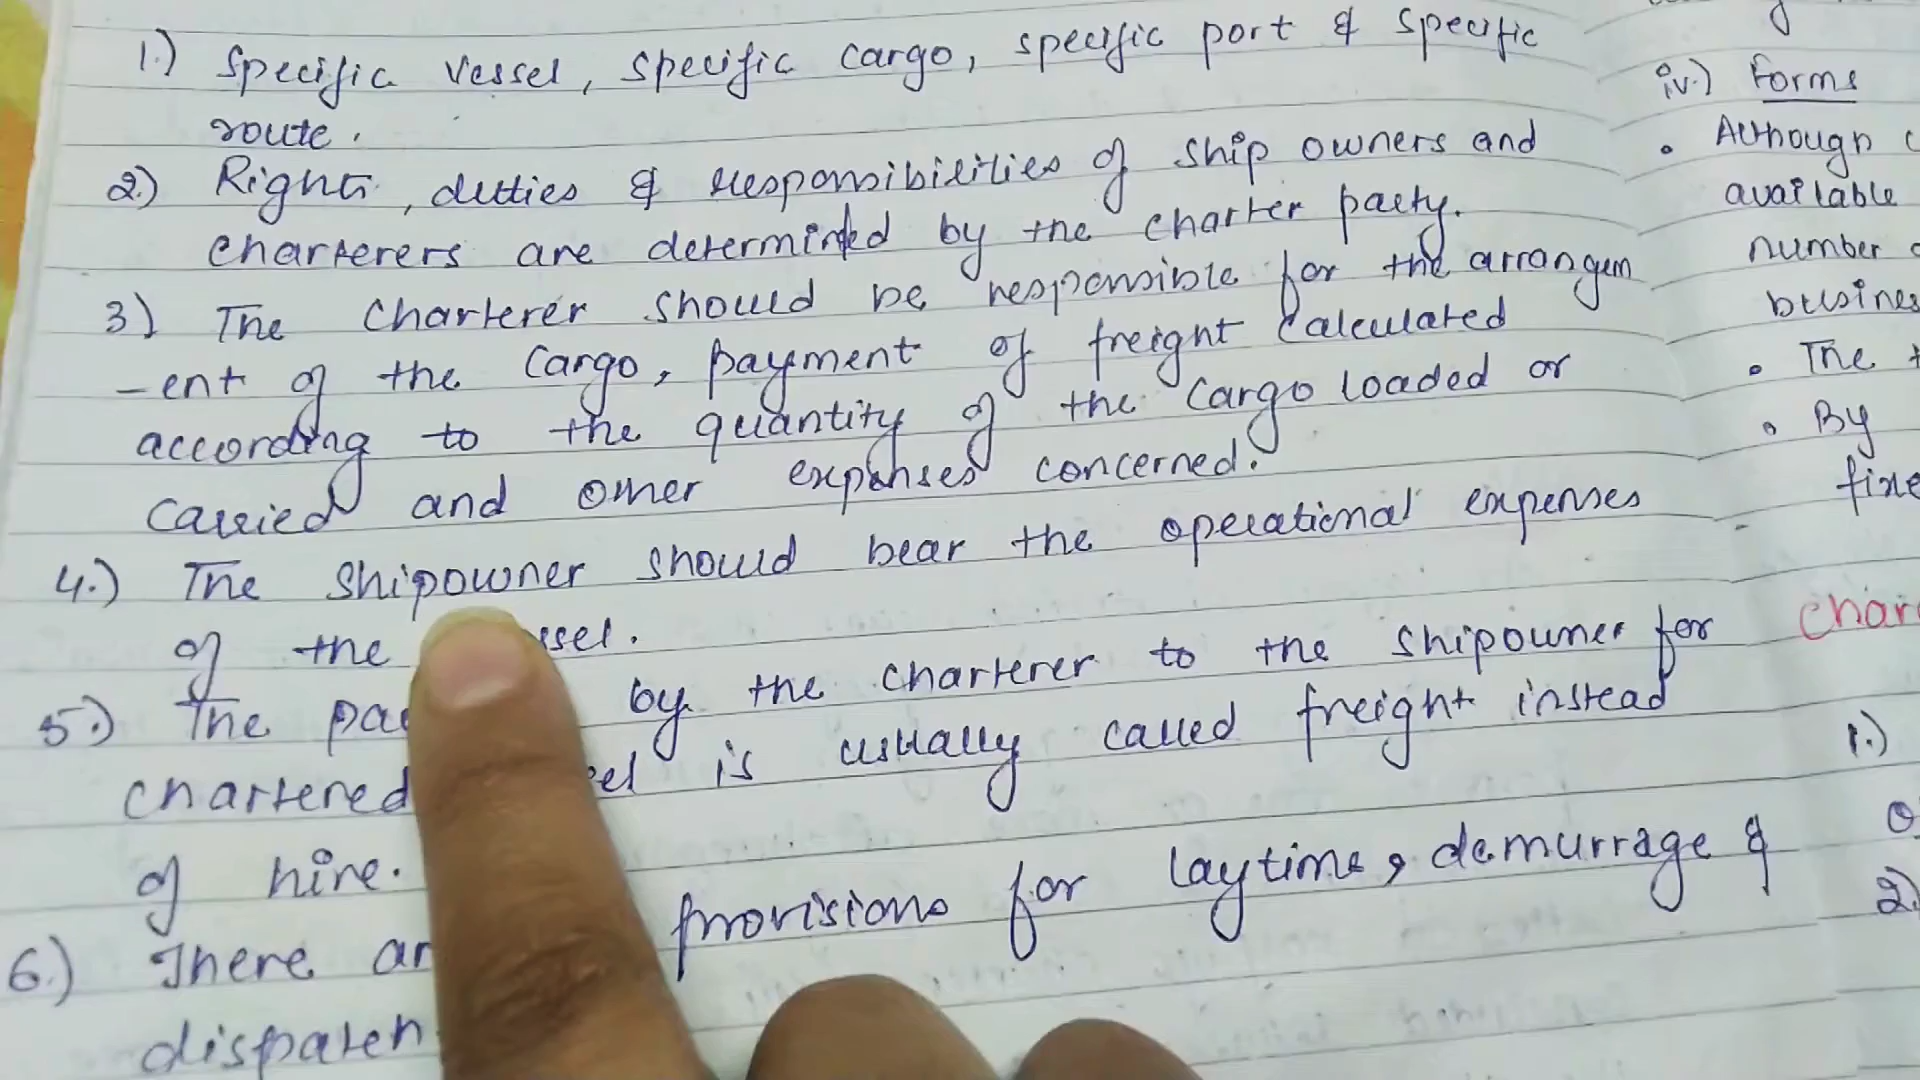 1.) Specific vessel, specific cargo, specific port & specific
route.
2.) Rights, duties & responsibilities of ship owners and
charterers are determined by the charter party.
3) The charterer should be responsible for the arrangem
-ent of the cargo, payment of freight calculated
according to the quantity of the cargo loaded or
carried and other expenses concerned.
4.) The shipowner should bear the operational expenses
of the ssel.
5.) The pa by the charterer to the shipowner for
chartered el is usually called freight instead
of hire.
6.) There ar provisions for laytime, demurrage &
dispatch
iv.) Forms
• Although c
available
number
busines
• The
• By
fixe
char
1.)
2.)